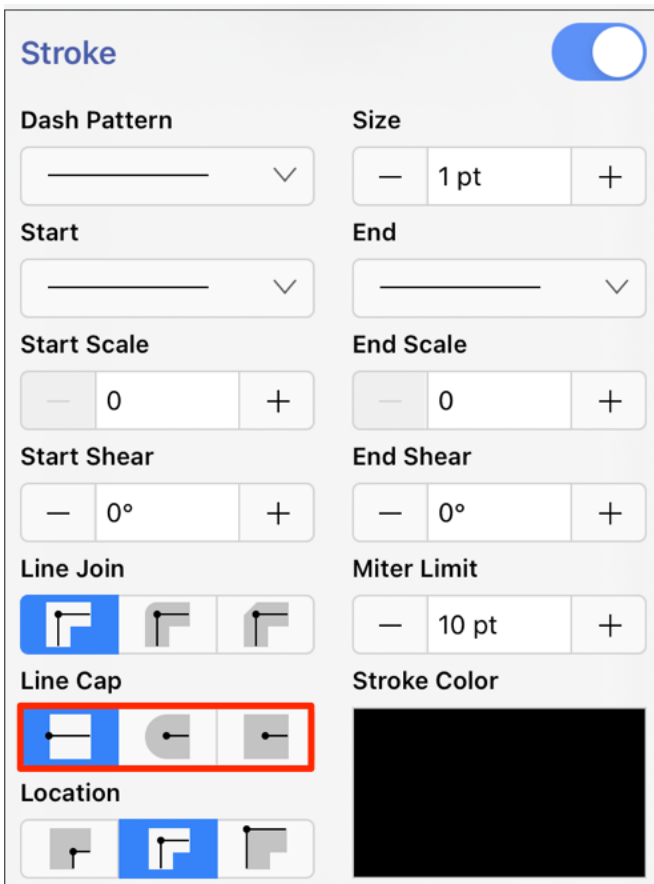 Stroke
Dash Pattern Size
1 pt
Start End
Start Scale End Scale
0 0
Start Shear End Shear
0° 0°
Line Join Miter Limit
10 pt
Line Cap Stroke Color
Location